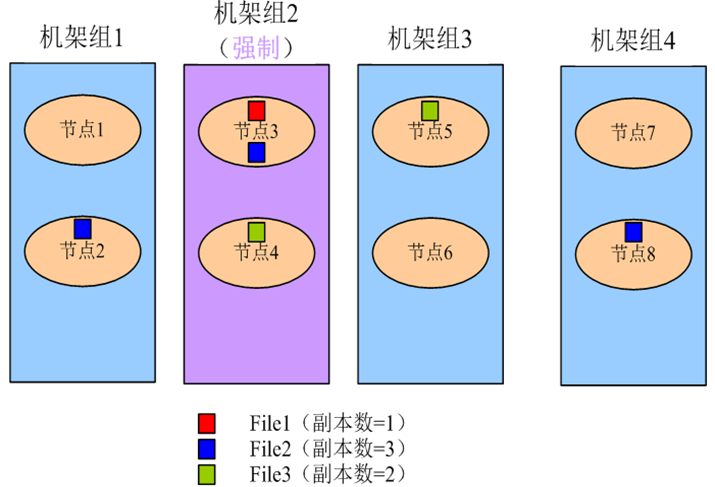 机架组1
机架组2
（强制）
机架组3
机架组4
节点1
节点3
节点5
节点7
节点2
节点4
节点6
节点8
File1（副本数=1）
File2（副本数=3）
File3（副本数=2）